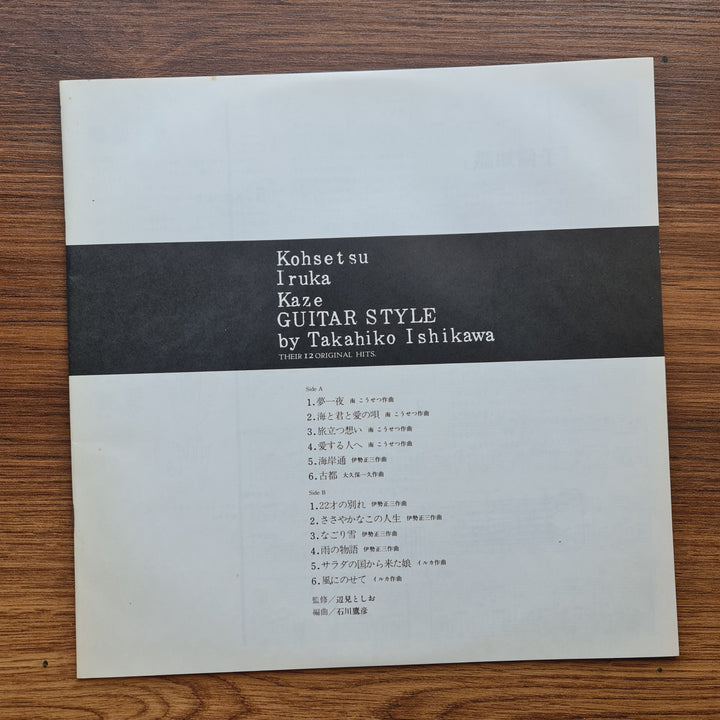 Kohsetsu
Iruka
Kaze
GUITAR STYLE
by Takahiko Ishikawa
THEIR 12 ORIGINAL HITS.
Side A
1.夢一夜 南 こうせつ作曲
2.海と君と愛の唄 南 こうせつ作曲
3.旅立つ想い 南 こうせつ作曲
4.愛する人へ 南 こうせつ作曲
5.海岸通 伊勢正三作曲
6.古都 大久保一久作曲
Side B
1.22才の別れ 伊勢正三作曲
2.ささやかなこの人生 伊勢正三作曲
3.なごり雪 伊勢正三作曲
4.雨の物語 伊勢正三作曲
5.サラダの国から来た娘 イルカ作曲
6.風にのせて イルカ作曲
監修／辺見としお
編曲／石川鷹彦